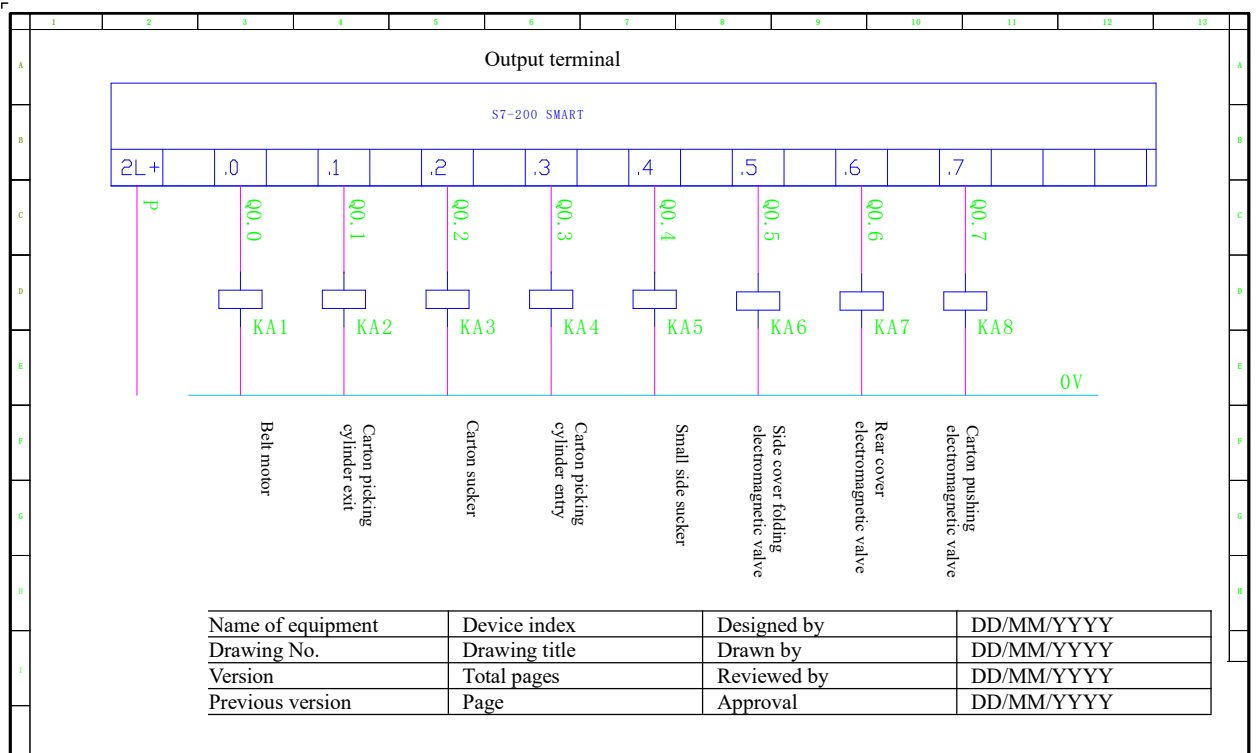 1 2 3 4 5 6 7 8 9 10 11 12 13
Output terminal
A A
S7-200 SMART
B B
2L+ .0 .1 .2 .3 .4 .5 .6 .7
P Q0.0 Q0.1 Q0.2 Q0.3 Q0.4 Q0.5 Q0.6 Q0.7
C C
D D
KA1 KA2 KA3 KA4 KA5 KA6 KA7 KA8
E E
0V
Belt motor
Carton picking
cylinder exit
Carton sucker
Carton picking
cylinder entry
Small side sucker
Side cover folding
electromagnetic valve
Rear cover
electromagnetic valve
Carton pushing
electromagnetic valve
F F
G G
H H
Name of equipment Device index Designed by DD/MM/YYYY
Drawing No. Drawing title Drawn by DD/MM/YYYY
I
Version Total pages Reviewed by DD/MM/YYYY
Previous version Page Approval DD/MM/YYYY